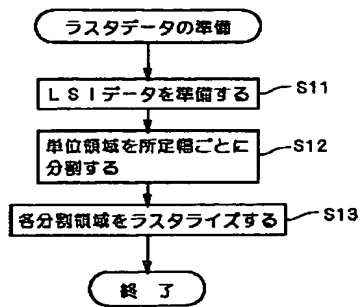 ラスタデータの準備
LSIデータを準備する
S11
単位領域を所定幅ごとに
分割する
S12
各分割領域をラスタライズする
S13
終了